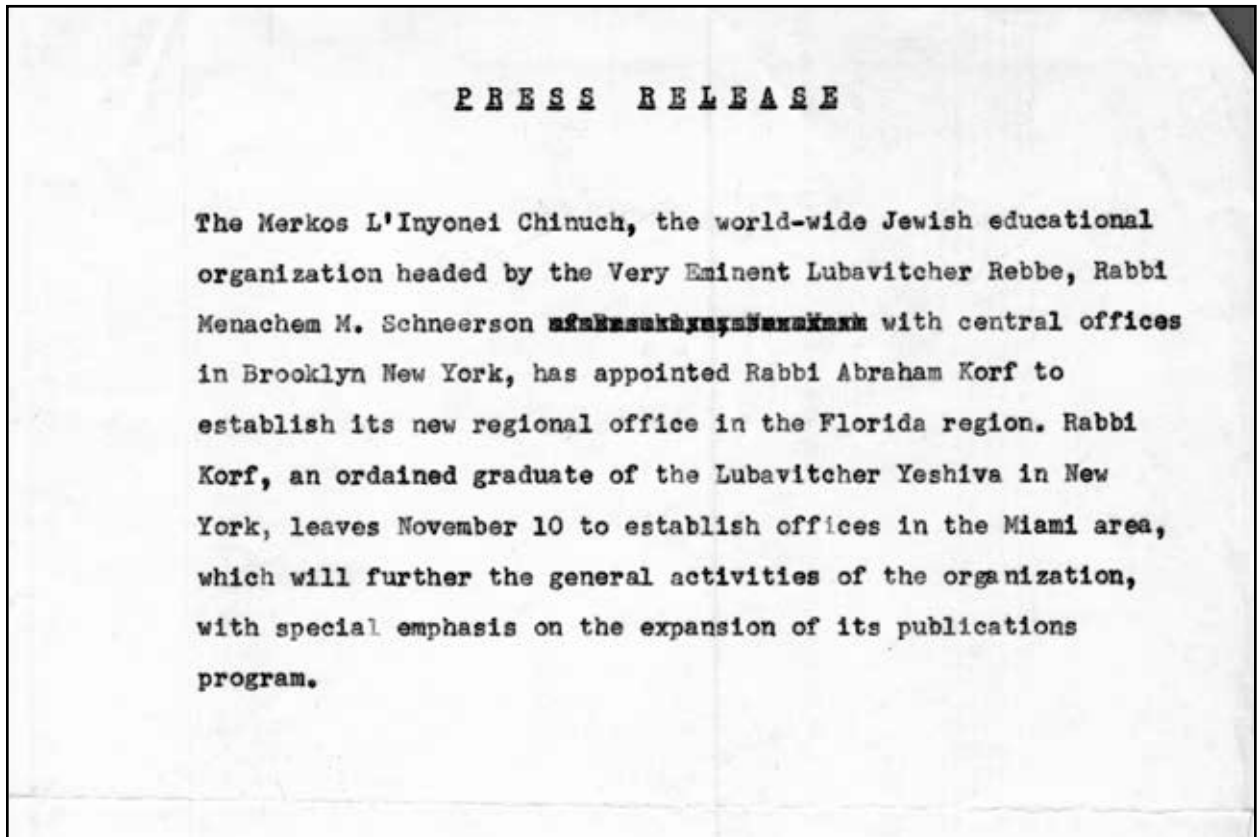 PRESS RELEASE
The Merkos L'Inyonei Chinuch, the world-wide Jewish educational
organization headed by the Very Eminent Lubavitcher Rebbe, Rabbi
Menachem M. Schneerson with central offices
in Brooklyn New York, has appointed Rabbi Abraham Korf to
establish its new regional office in the Florida region. Rabbi
Korf, an ordained graduate of the Lubavitcher Yeshiva in New
York, leaves November 10 to establish offices in the Miami area,
which will further the general activities of the organization,
with special emphasis on the expansion of its publications
program.